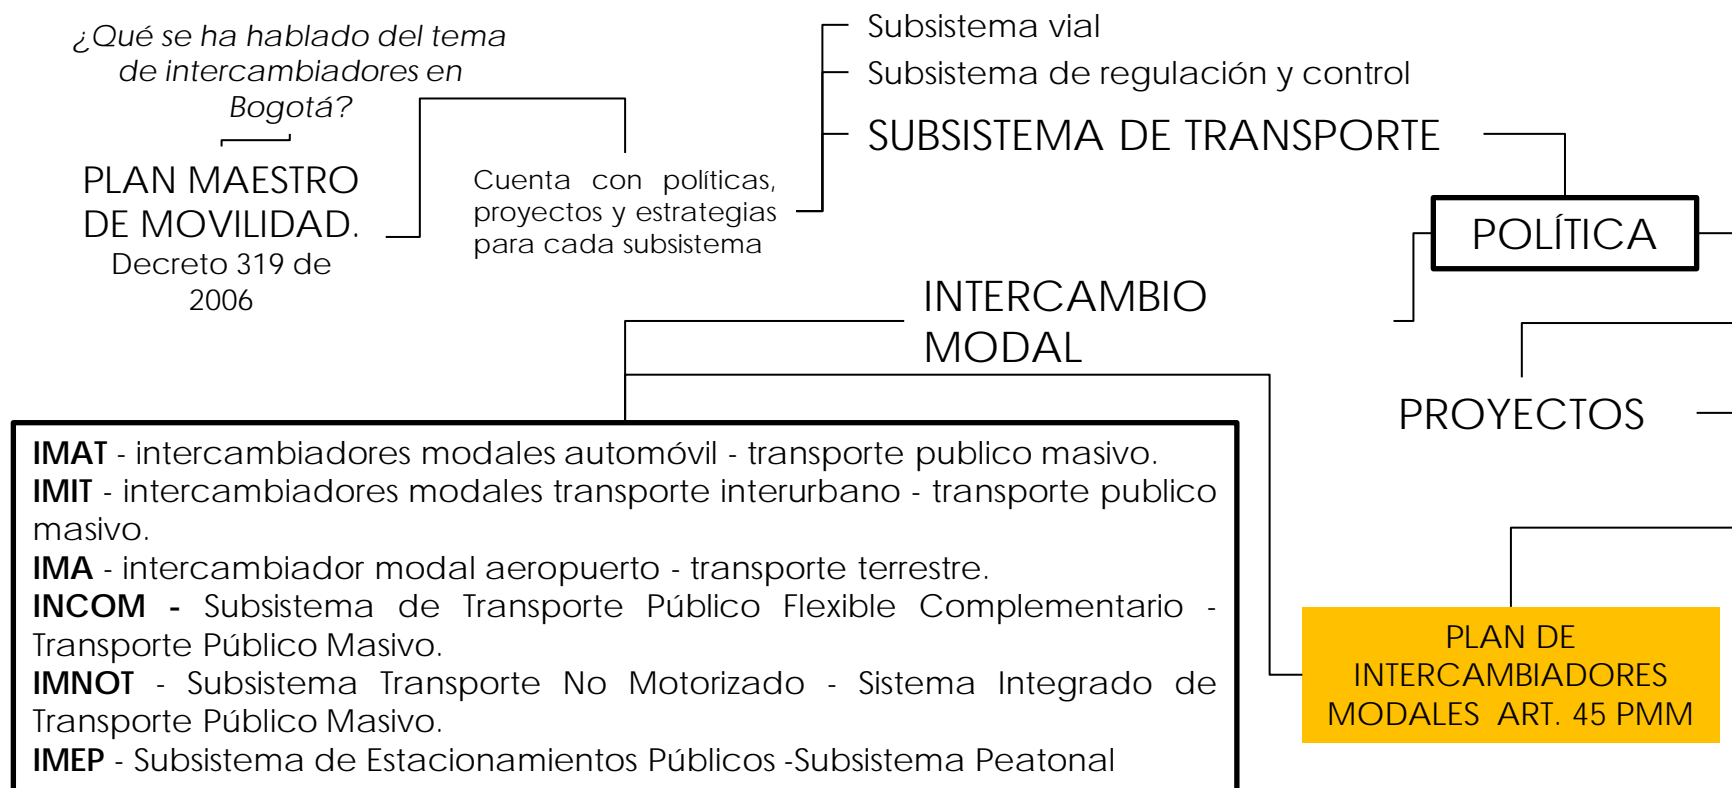 ¿Qué se ha hablado del tema
de intercambiadores en
Bogotá?
PLAN MAESTRO
DE MOVILIDAD.
Decreto 319 de
2006
Cuenta con políticas,
proyectos y estrategias
para cada subsistema
Subsistema vial
Subsistema de regulación y control
SUBSISTEMA DE TRANSPORTE
POLÍTICA
INTERCAMBIO
MODAL
PROYECTOS
IMAT - intercambiadores modales automóvil - transporte publico masivo.
IMIT - intercambiadores modales transporte interurbano - transporte publico
masivo.
IMA - intercambiador modal aeropuerto - transporte terrestre.
INCOM - Subsistema de Transporte Público Flexible Complementario -
Transporte Público Masivo.
IMNOT - Subsistema Transporte No Motorizado - Sistema Integrado de
Transporte Público Masivo.
IMEP - Subsistema de Estacionamientos Públicos -Subsistema Peatonal
PLAN DE
INTERCAMBIADORES
MODALES ART. 45 PMM